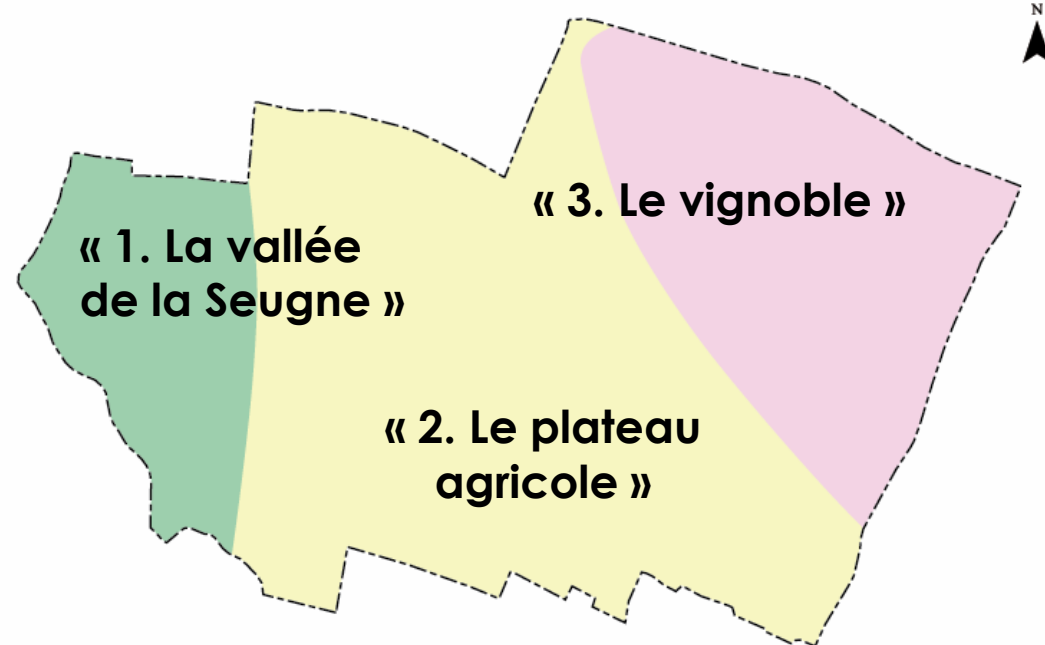 N
« 3. Le vignoble »
« 1. La vallée
de la Seugne »
« 2. Le plateau
agricole »